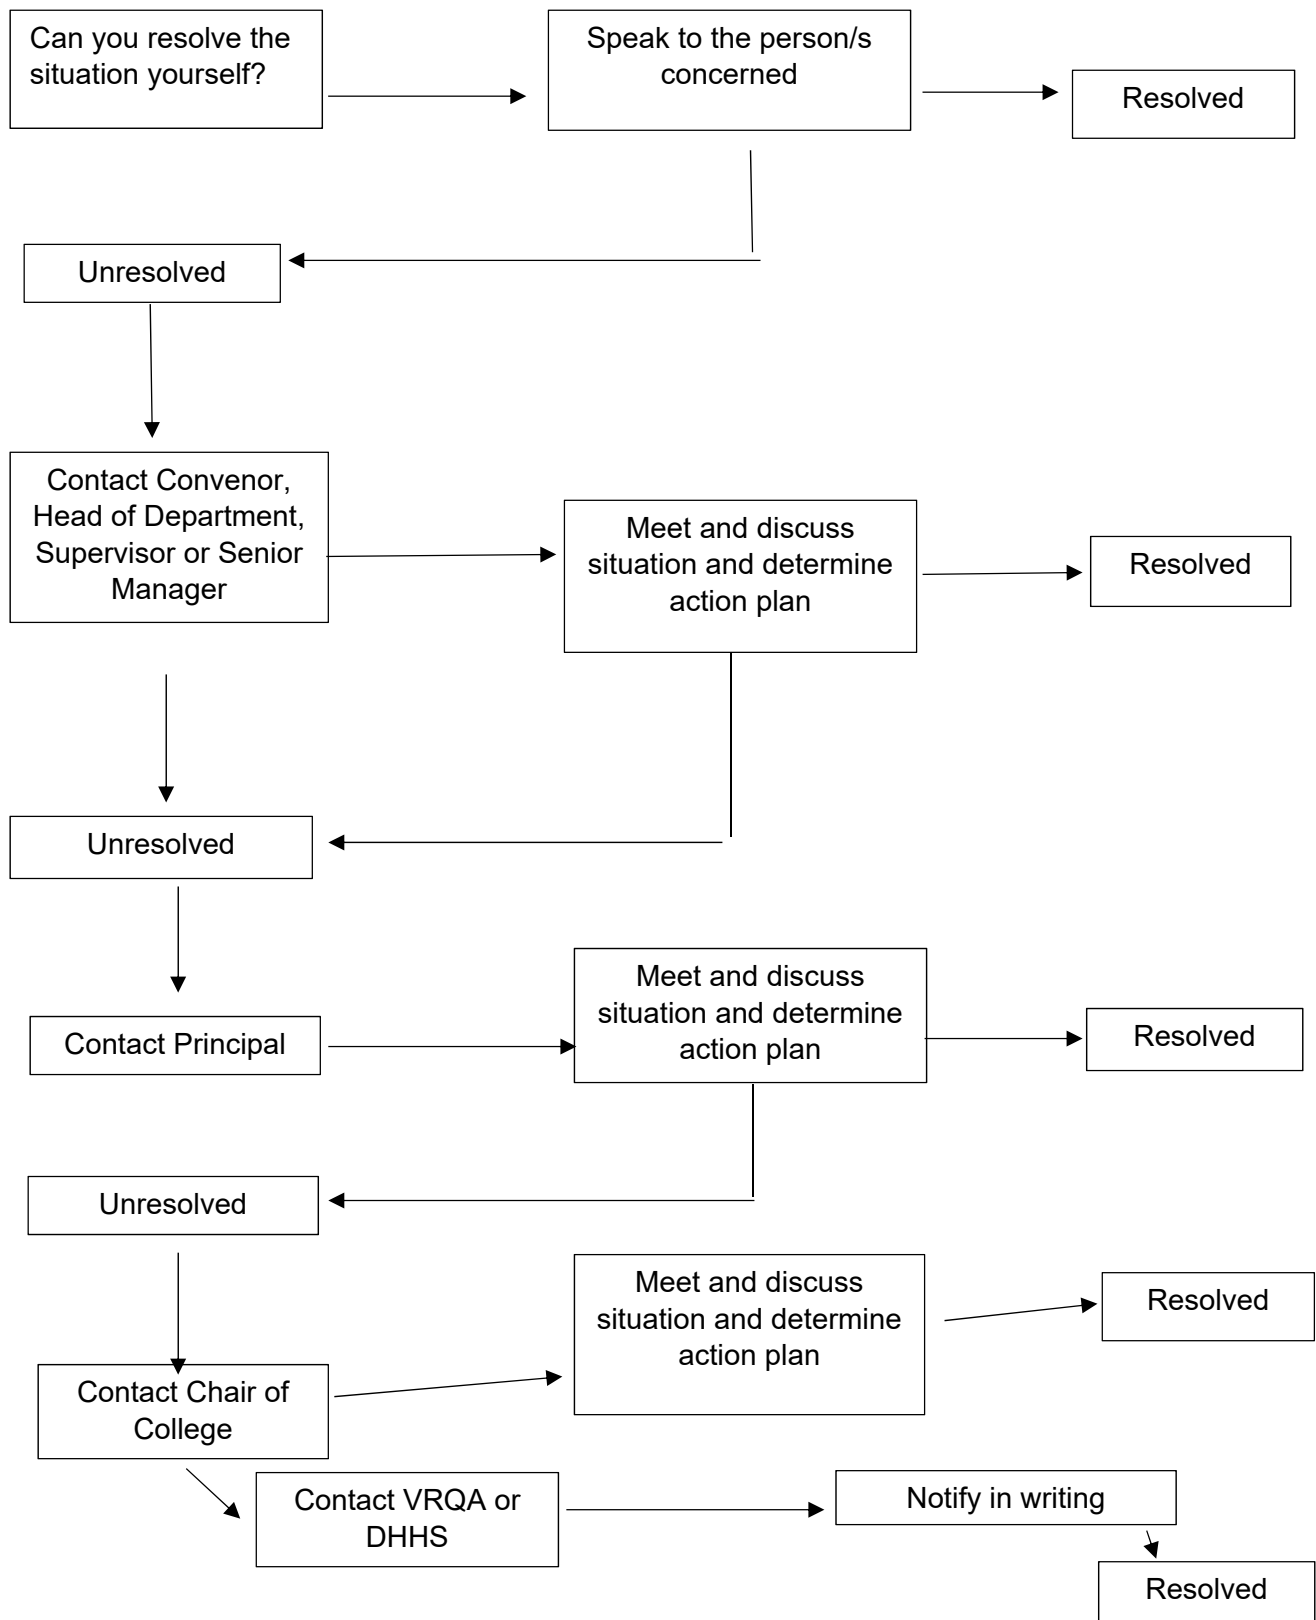 Can you resolve the
situation yourself?
Speak to the person/s
concerned
Resolved
Unresolved
Contact Convenor,
Head of Department,
Supervisor or Senior
Manager
Meet and discuss
situation and determine
action plan
Resolved
Unresolved
Contact Principal
Meet and discuss
situation and determine
action plan
Resolved
Unresolved
Contact Chair of
College
Meet and discuss
situation and determine
action plan
Resolved
Contact VRQA or
DHHS
Notify in writing
Resolved